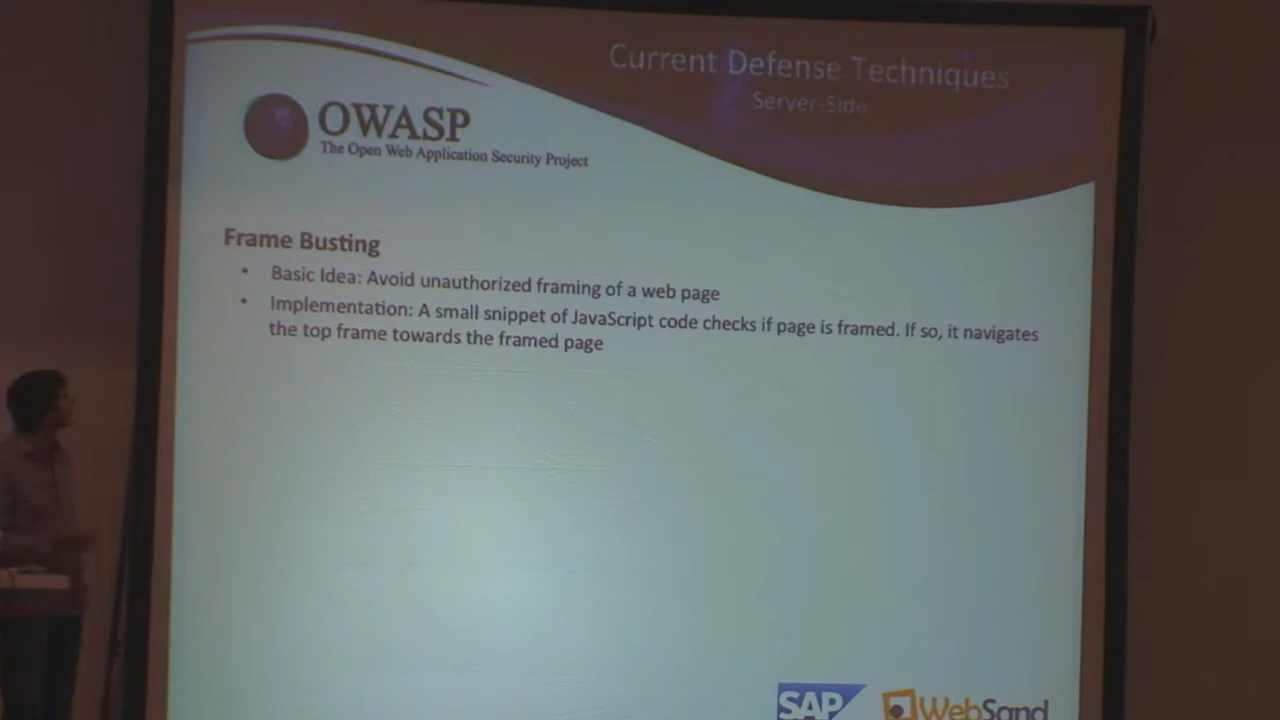 Current Defense Techniques
Server-Side
OWASP
The Open Web Application Security Project
Frame Busting
• Basic Idea: Avoid unauthorized framing of a web page
• Implementation: A small snippet of JavaScript code checks if page is framed. If so, it navigates
the top frame towards the framed page
SAP
WebSand